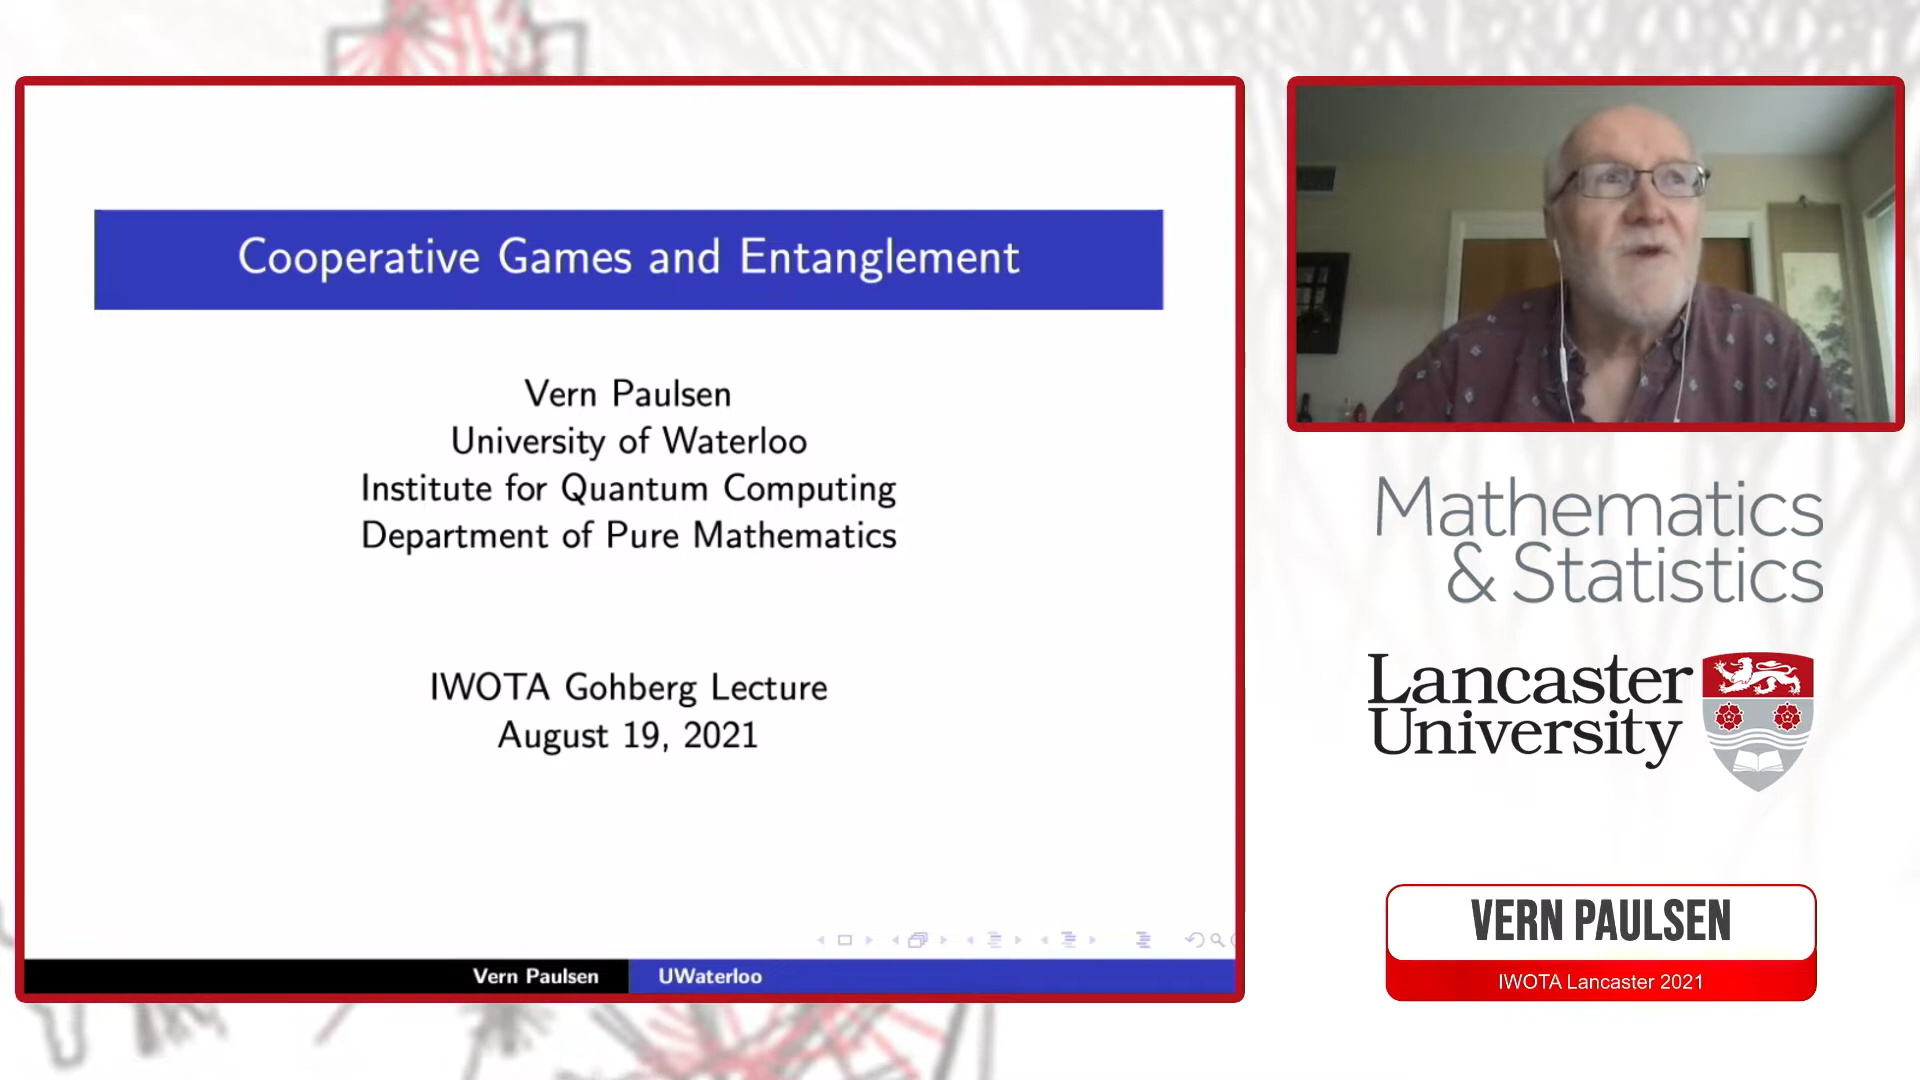 Cooperative Games and Entanglement
Vern Paulsen
University of Waterloo
Institute for Quantum Computing
Department of Pure Mathematics
IWOTA Gohberg Lecture
August 19, 2021
Vern Paulsen UWaterloo
Mathematics
& Statistics
Lancaster
University
VERN PAULSEN
IWOTA Lancaster 2021